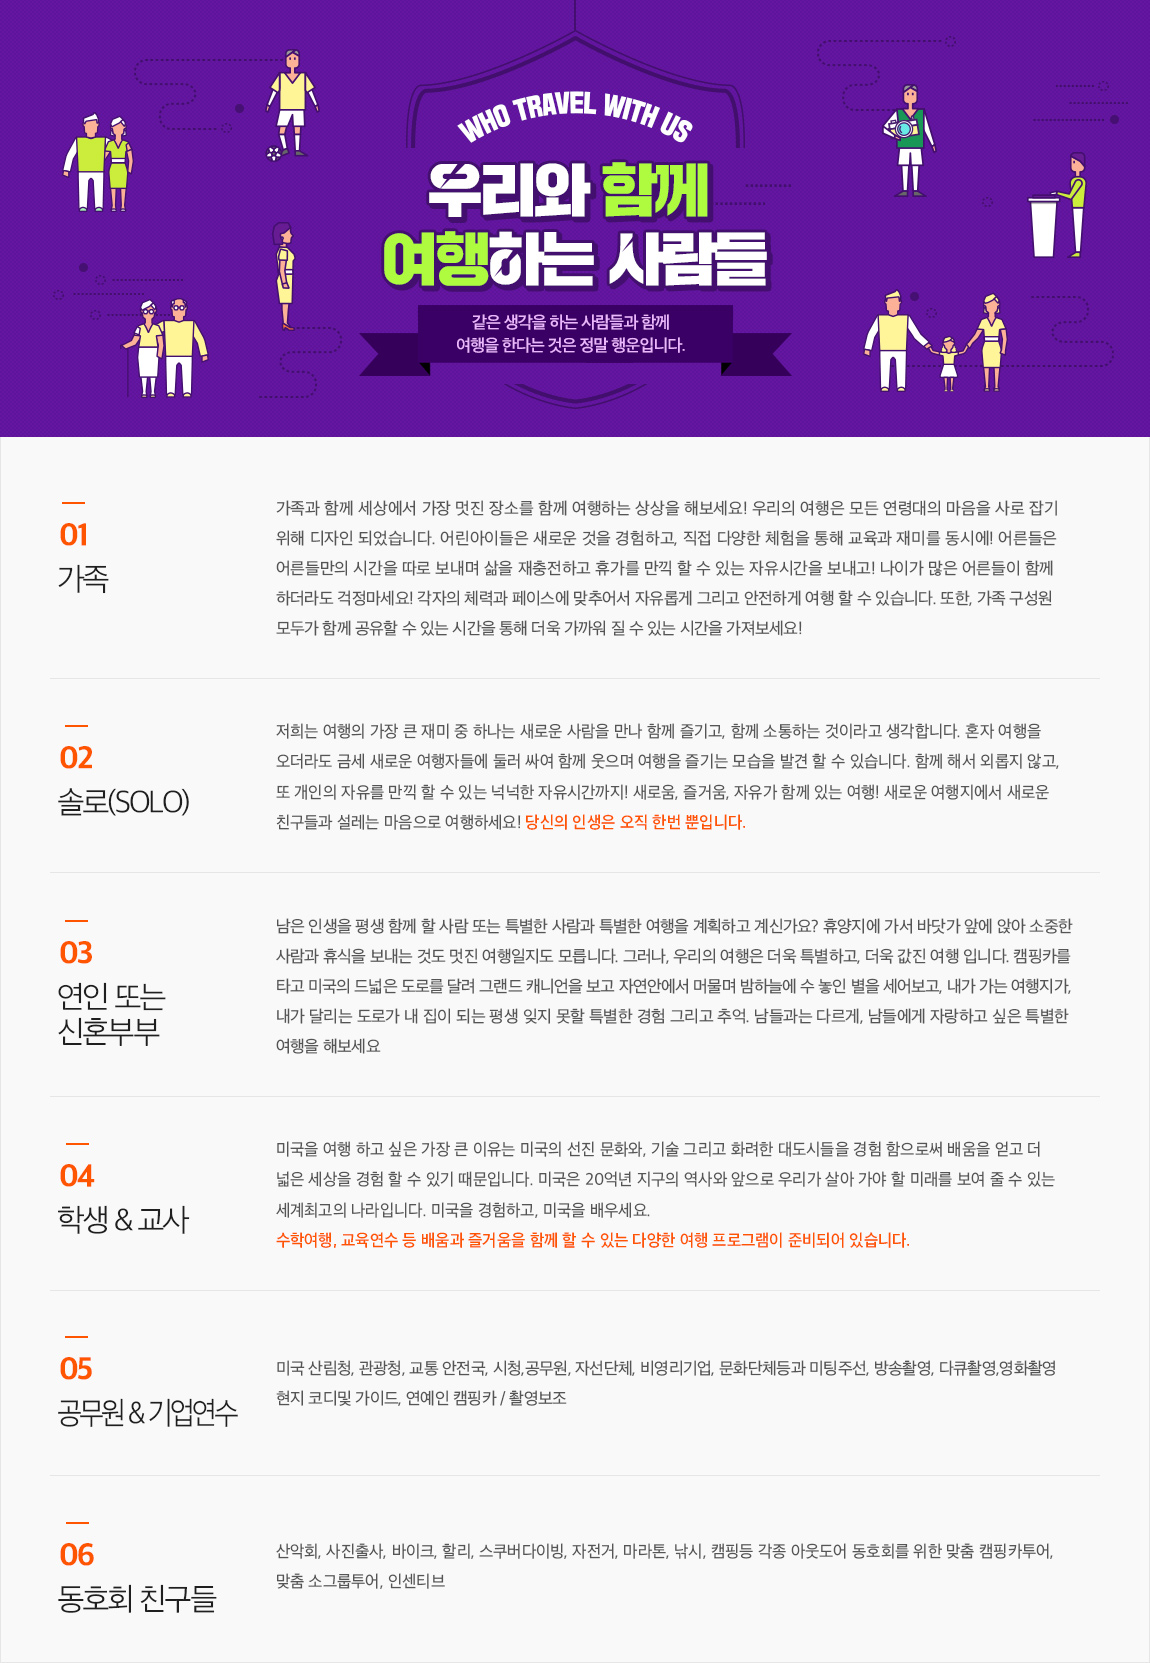 WHO TRAVEL WITH US
우리와 함께
여행하는 사람들
같은 생각을 하는 사람들과 함께
여행을 한다는 것은 정말 행운입니다.
01
가족
가족과 함께 세상에서 가장 멋진 장소를 함께 여행하는 상상을 해보세요! 우리의 여행은 모든 연령대의 마음을 사로 잡기
위해 디자인 되었습니다. 어린아이들은 새로운 것을 경험하고, 직접 다양한 체험을 통해 교육과 재미를 동시에! 어른들은
어른들만의 시간을 따로 보내며 삶을 재충전하고 휴가를 만끽 할 수 있는 자유시간을 보내고! 나이가 많은 어른들이 함께
하더라도 걱정마세요! 각자의 체력과 페이스에 맞추어서 자유롭게 그리고 안전하게 여행 할 수 있습니다. 또한, 가족 구성원
모두가 함께 공유할 수 있는 시간을 통해 더욱 가까워 질 수 있는 시간을 가져보세요!
02
솔로(SOLO)
저희는 여행의 가장 큰 재미 중 하나는 새로운 사람을 만나 함께 즐기고, 함께 소통하는 것이라고 생각합니다. 혼자 여행을
오더라도 금세 새로운 여행자들에 둘러 싸여 함께 웃으며 여행을 즐기는 모습을 발견 할 수 있습니다. 함께 해서 외롭지 않고,
또 개인의 자유를 만끽 할 수 있는 넉넉한 자유시간까지! 새로움, 즐거움, 자유가 함께 있는 여행! 새로운 여행지에서 새로운
친구들과 설레는 마음으로 여행하세요! 당신의 인생은 오직 한번 뿐입니다.
03
연인 또는
신혼부부
남은 인생을 평생 함께 할 사람 또는 특별한 사람과 특별한 여행을 계획하고 계신가요? 휴양지에 가서 바닷가 앞에 앉아 소중한
사람과 휴식을 보내는 것도 멋진 여행일지도 모릅니다. 그러나, 우리의 여행은 더욱 특별하고, 더욱 값진 여행 입니다. 캠핑카를
타고 미국의 드넓은 도로를 달려 그랜드 캐니언을 보고 자연안에서 머물며 밤하늘에 수 놓인 별을 세어보고, 내가 가는 여행지가,
내가 달리는 도로가 내 집이 되는 평생 잊지 못할 특별한 경험 그리고 추억. 남들과는 다르게, 남들에게 자랑하고 싶은 특별한
여행을 해보세요
04
학생 & 교사
미국을 여행 하고 싶은 가장 큰 이유는 미국의 선진 문화와, 기술 그리고 화려한 대도시들을 경험 함으로써 배움을 얻고 더
넓은 세상을 경험 할 수 있기 때문입니다. 미국은 20억년 지구의 역사와 앞으로 우리가 살아 가야 할 미래를 보여 줄 수 있는
세계최고의 나라입니다. 미국을 경험하고, 미국을 배우세요.
수학여행, 교육연수 등 배움과 즐거움을 함께 할 수 있는 다양한 여행 프로그램이 준비되어 있습니다.
05
공무원 & 기업연수
미국 산림청, 관광청, 교통 안전국, 시청,공무원, 자선단체, 비영리기업, 문화단체등과 미팅주선, 방송촬영, 다큐촬영,영화촬영
현지 코디및 가이드, 연예인 캠핑카 / 촬영보조
06
동호회 친구들
산악회, 사진출사, 바이크, 할리, 스쿠버다이빙, 자전거, 마라톤, 낚시, 캠핑등 각종 아웃도어 동호회를 위한 맞춤 캠핑카투어,
맞춤 소그룹투어, 인센티브